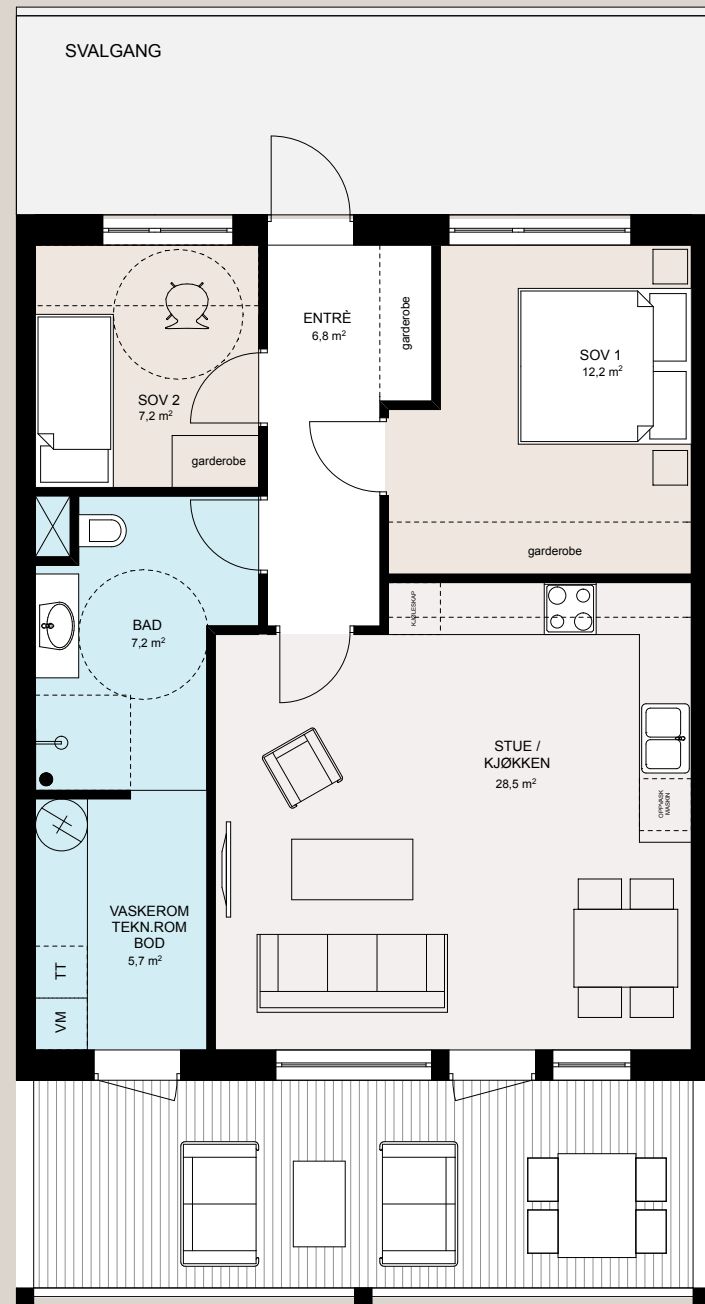 SVALGANG
ENTRÈ
6,8 m²
garderobe
SOV 1
12,2 m²
SOV 2
7,2 m²
garderobe
garderobe
KJØLESKAP
BAD
7,2 m²
STUE /
KJØKKEN
28,5 m²
OPPVASK
MASKIN
VASKEROM
TEKN.ROM
BOD
5,7 m²
TT
VM